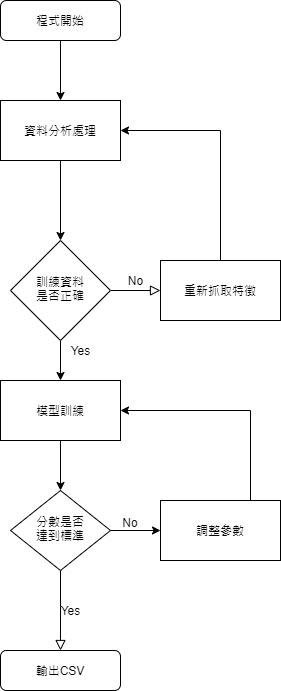 程式開始
資料分析處理
訓練資料
是否正確
No
重新抓取特徵
Yes
模型訓練
分數是否
達到標準
No
調整參數
Yes
輸出CSV